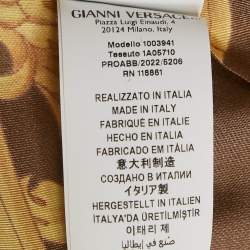 GIANNI VERSACE
Piazza Luigi Einaudi, 4
20124 Milano, Italy
Modello 1003941
Tessuto 1A05710
PROABB/2022/5206
RN 118861
REALIZZATO IN ITALIA
MADE IN ITALY
FABRIQUÉ EN ITALIE
HECHO EN ITALIA
FABRICADO EM ITÁLIA
意大利制造
СОЗДАНО В ИТАЛИИ
イタリア製
HERGESTELLT IN ITALIEN
İTALYA'DA ÜRETİLMİŞTİR
이태리 제
صنع في إيطاليا